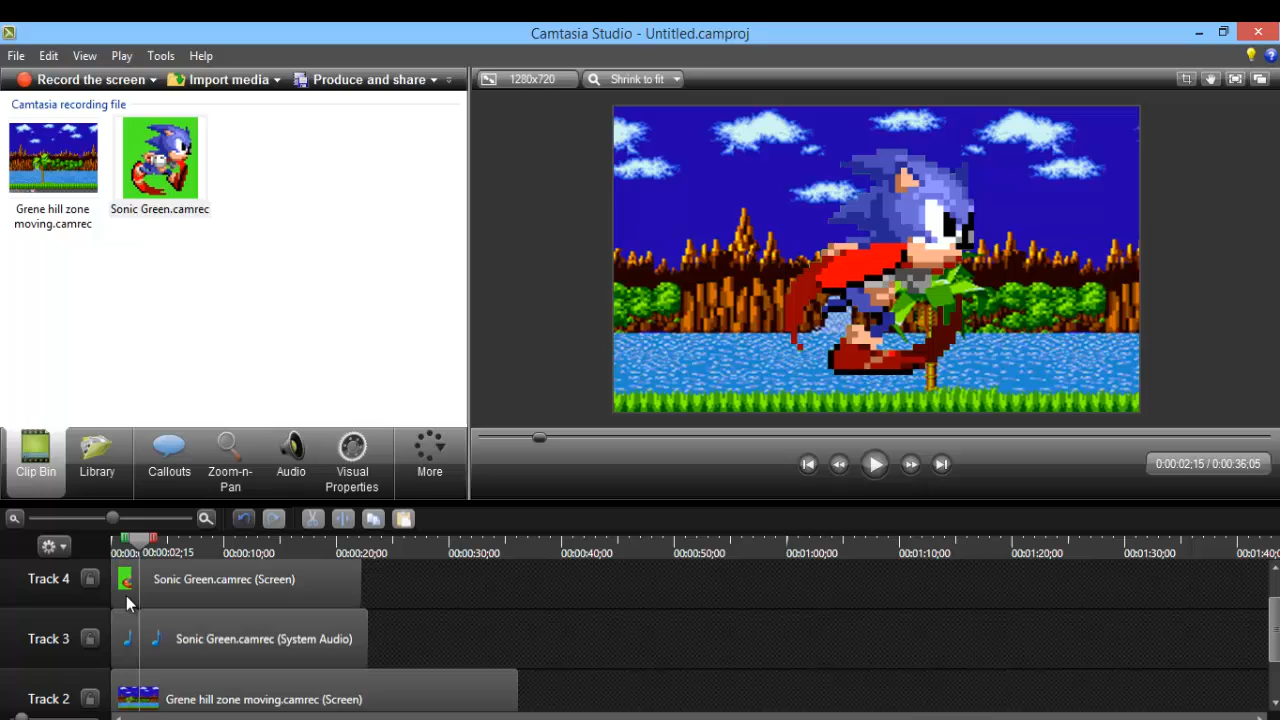 Camtasia Studio - Untitled.camproj
File Edit View Play Tools Help
Record the screen Import media Produce and share 1280x720 Shrink to fit
Camtasia recording file
Grene hill zone
moving.camrec
Sonic Green.camrec
Clip Bin
Library
Callouts
Zoom-n-
Pan
Audio
Visual
Properties
More
0:00:02;15 / 0:00:36;05
00:00:02;15 00:00:10;00 00:00:20;00 00:00:30;00 00:00:40;00 00:00:50;00 00:01:00;00 00:01:10;00 00:01:20;00 00:01:30;00
Track 4 Sonic Green.camrec (Screen)
Track 3 Sonic Green.camrec (System Audio)
Track 2 Grene hill zone moving.camrec (Screen)